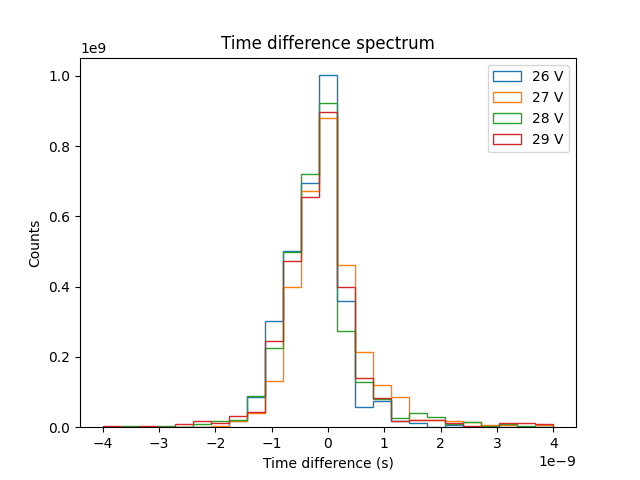 Time difference spectrum
1e9
26 V
27 V
28 V
29 V
1.0
0.8
0.6
0.4
0.2
0.0
Counts
−4 −3 −2 −1 0 1 2 3 4
Time difference (s)
1e−9